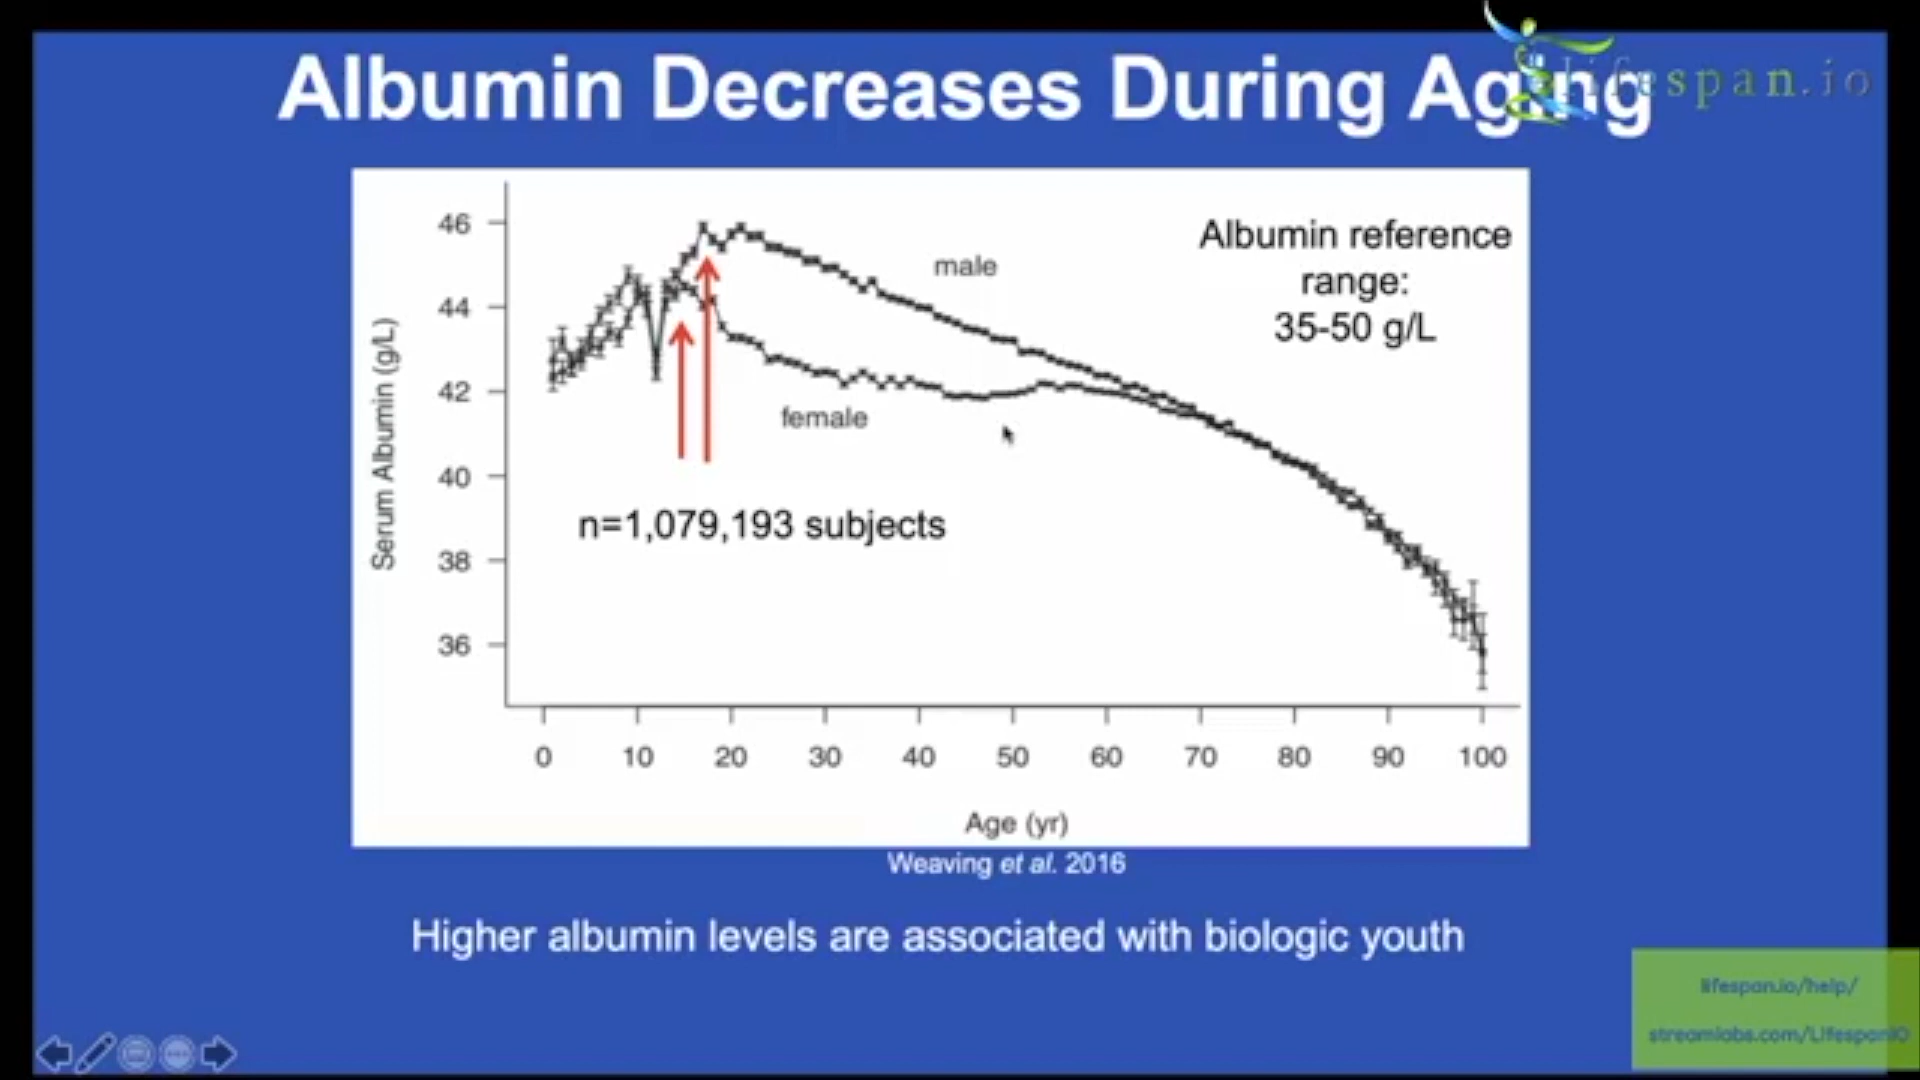 Albumin Decreases During Aging
lifespan.io
46
44
42
40
38
36
Serum Albumin (g/L)
male
female
Albumin reference
range:
35-50 g/L
n=1,079,193 subjects
0 10 20 30 40 50 60 70 80 90 100
Age (yr)
Weaving et al. 2016
Higher albumin levels are associated with biologic youth
lifespan.io/help/
streamlabs.com/LifespanIO